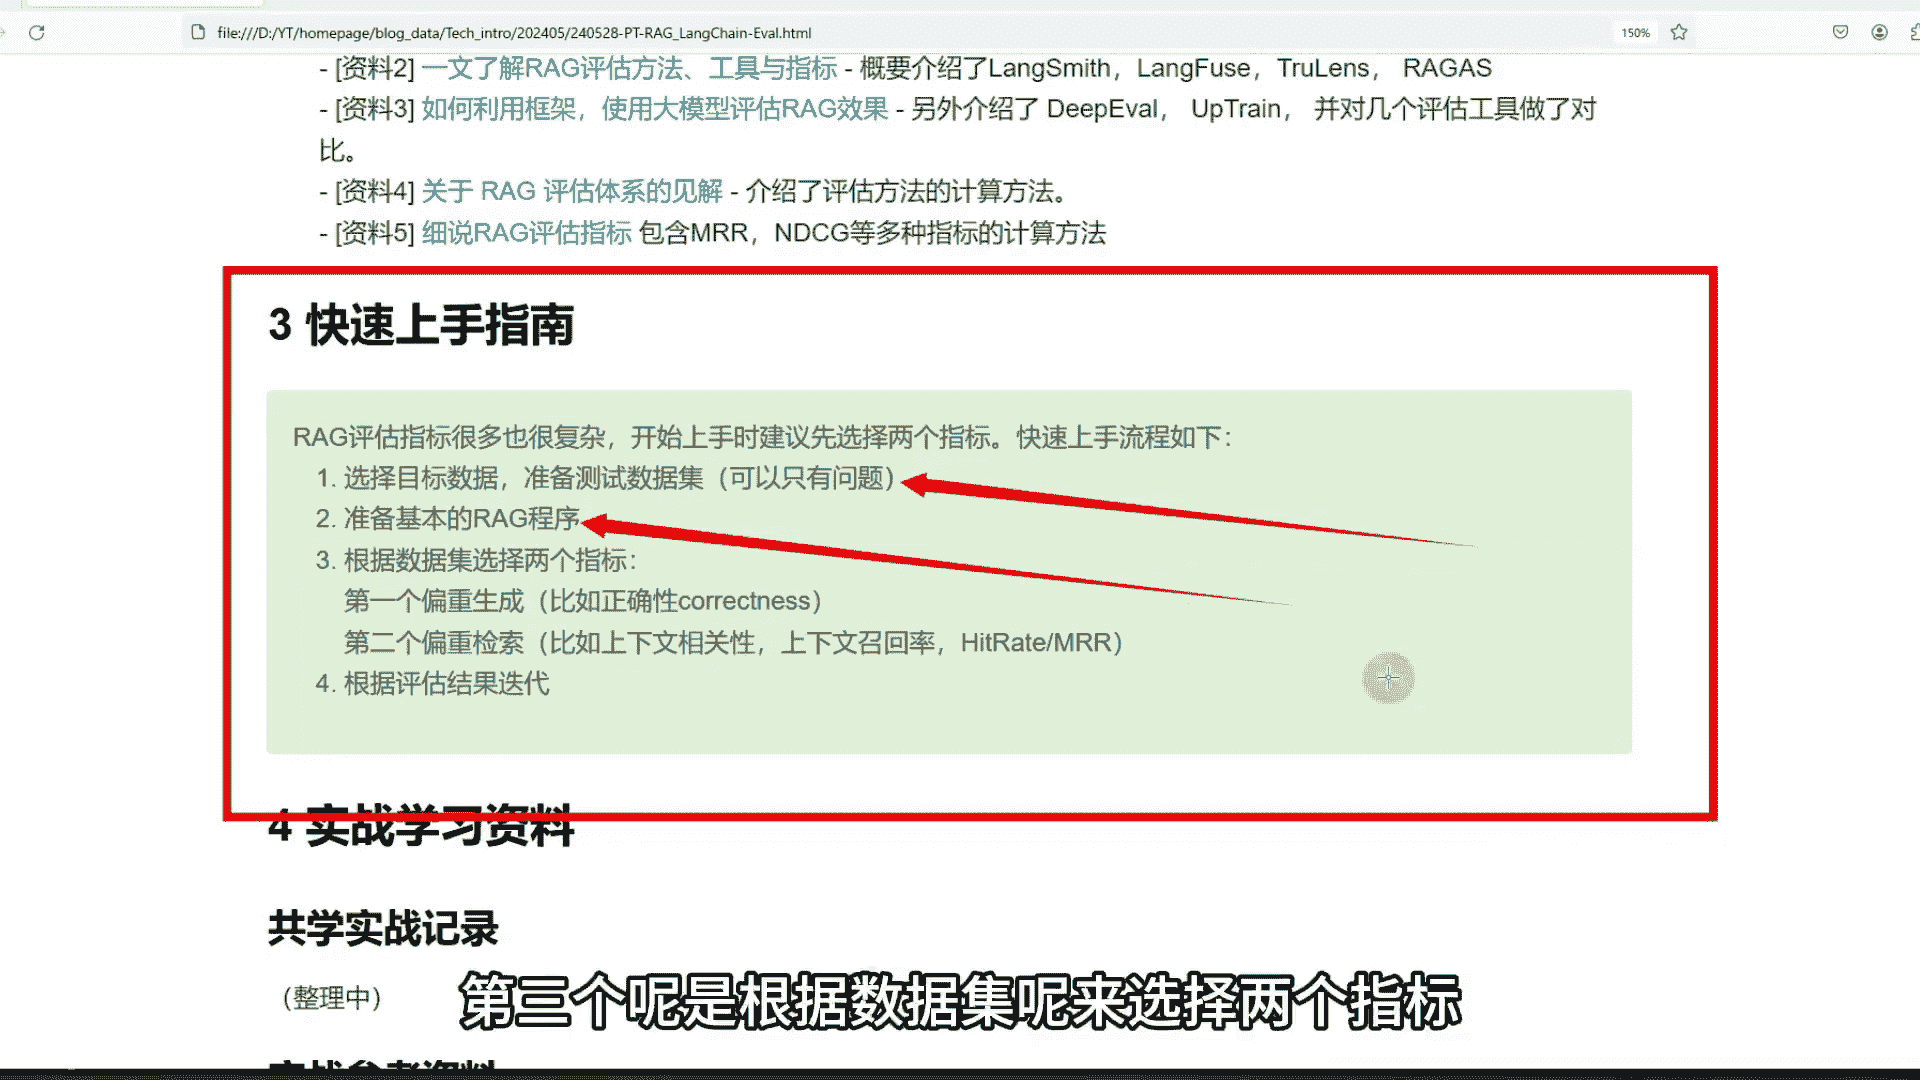 file:///D:/YT/homepage/blog_data/Tech_intro/202405/240528-PT-RAG_LangChain-Eval.html
150%
- [资料2] 一文了解RAG评估方法、工具与指标 - 概要介绍了LangSmith，LangFuse，TruLens， RAGAS
- [资料3] 如何利用框架，使用大模型评估RAG效果 - 另外介绍了 DeepEval， UpTrain， 并对几个评估工具做了对
比。
- [资料4] 关于 RAG 评估体系的见解 - 介绍了评估方法的计算方法。
- [资料5] 细说RAG评估指标 包含MRR，NDCG等多种指标的计算方法
3 快速上手指南
RAG评估指标很多也很复杂，开始上手时建议先选择两个指标。快速上手流程如下：
1. 选择目标数据，准备测试数据集（可以只有问题）
2. 准备基本的RAG程序
3. 根据数据集选择两个指标：
第一个偏重生成（比如正确性correctness）
第二个偏重检索（比如上下文相关性，上下文召回率，HitRate/MRR）
4. 根据评估结果迭代
4 实战学习资料
共学实战记录
（整理中）
第三个呢是根据数据集呢来选择两个指标
实战参考资料